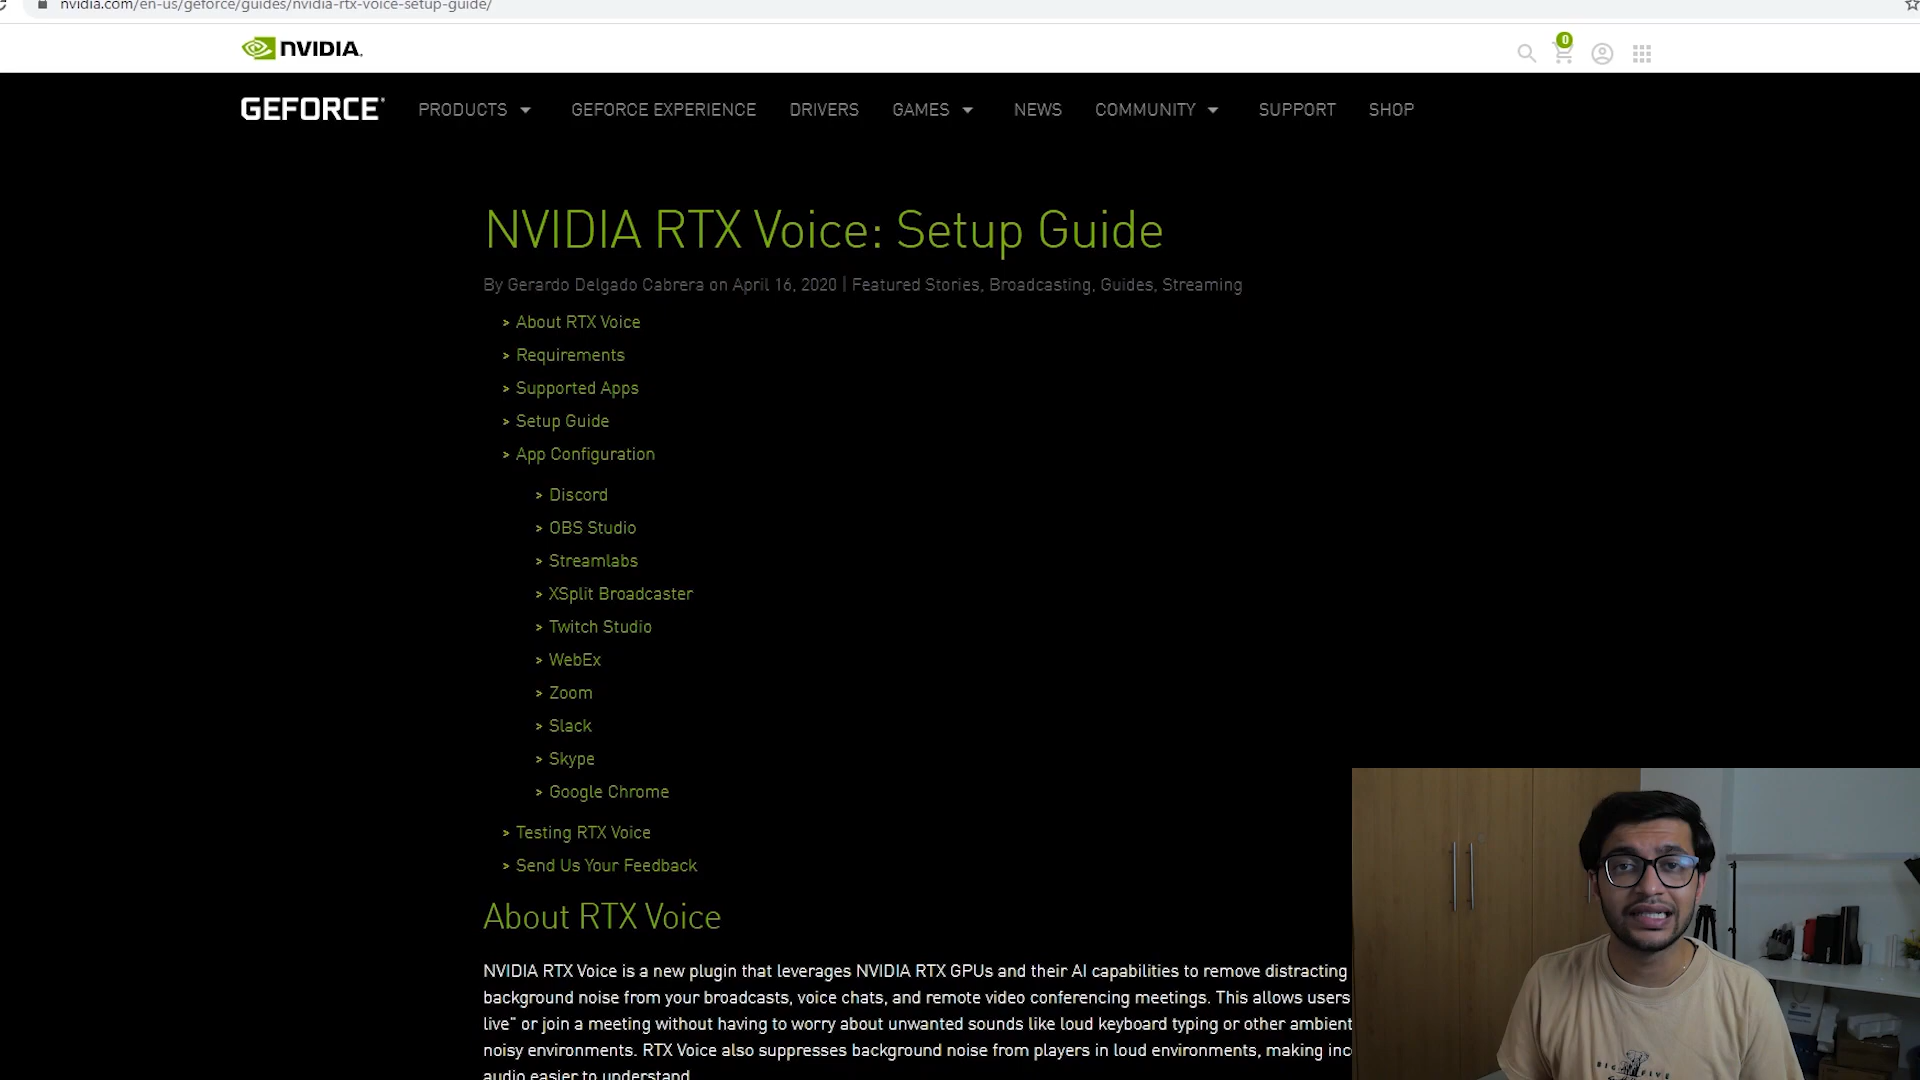 nvidia.com/en-us/geforce/guides/nvidia-rtx-voice-setup-guide/
NVIDIA.
0
GEFORCE PRODUCTS GEFORCE EXPERIENCE DRIVERS GAMES NEWS COMMUNITY SUPPORT SHOP
NVIDIA RTX Voice: Setup Guide
By Gerardo Delgado Cabrera on April 16, 2020 | Featured Stories, Broadcasting, Guides, Streaming
> About RTX Voice
> Requirements
> Supported Apps
> Setup Guide
> App Configuration
> Discord
> OBS Studio
> Streamlabs
> XSplit Broadcaster
> Twitch Studio
> WebEx
> Zoom
> Slack
> Skype
> Google Chrome
> Testing RTX Voice
> Send Us Your Feedback
About RTX Voice
NVIDIA RTX Voice is a new plugin that leverages NVIDIA RTX GPUs and their AI capabilities to remove distracting
background noise from your broadcasts, voice chats, and remote video conferencing meetings. This allows users
live" or join a meeting without having to worry about unwanted sounds like loud keyboard typing or other ambient
noisy environments. RTX Voice also suppresses background noise from players in loud environments, making inc
audio easier to understand.
BIG FIVE